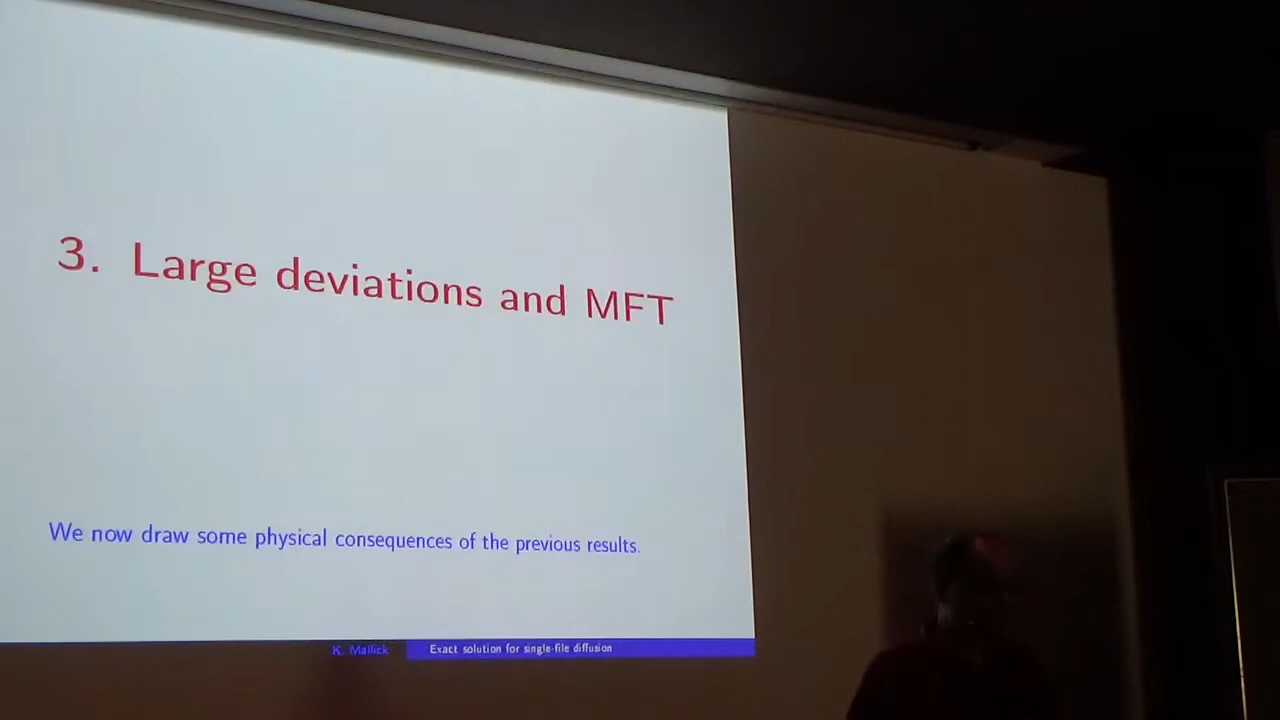 3. Large deviations and MFT
We now draw some physical consequences of the previous results.
K. Mallick
Exact solution for single-file diffusion